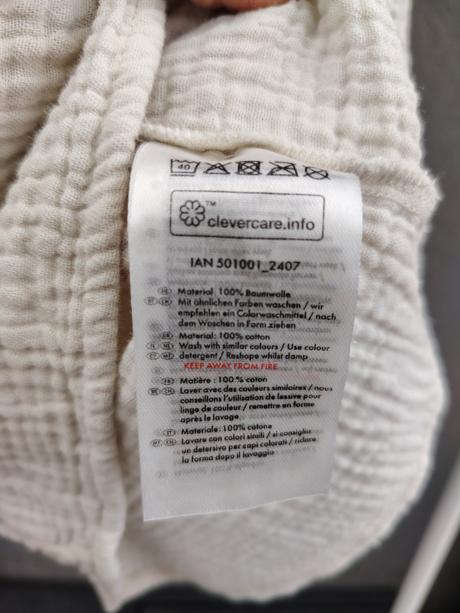 40
™
clevercare.info
IAN 501001_2407
DE AT CH Material: 100% Baumwolle
Mit ähnlichen Farben waschen / wir
empfehlen ein Colorwaschmittel / nach
dem Waschen in Form ziehen
Material: 100% cotton
Wash with similar colours / Use colour
detergent / Reshape whilst damp
KEEP AWAY FROM FIRE
Matière : 100 % coton
Laver avec des couleurs similaires / nous
conseillons l'utilisation de lessive pour
linge de couleur / remettre en forme
après le lavage
Materiale: 100% cotone
Lavare con colori simili / si consiglia
un detersivo per capi colorati / ridare
la forma dopo il lavaggio